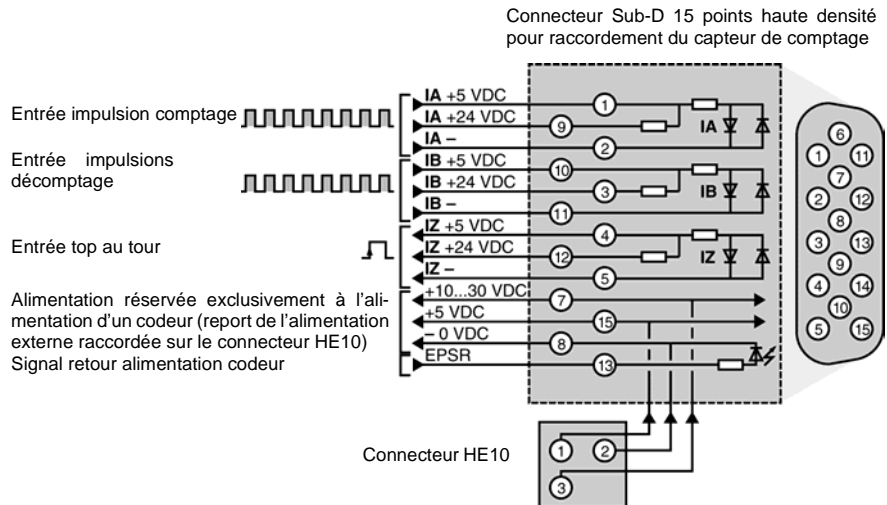 Connecteur Sub-D 15 points haute densité
pour raccordement du capteur de comptage
Entrée impulsion comptage
IA +5 VDC
1
IA +24 VDC
9
IA
IA –
2
Entrée impulsions
décomptage
IB +5 VDC
10
IB +24 VDC
3
IB
IB –
11
Entrée top au tour
IZ +5 VDC
4
IZ +24 VDC
12
IZ
IZ –
5
Alimentation réservée exclusivement à l'ali-
mentation d'un codeur (report de l'alimentation
externe raccordée sur le connecteur HE10)
Signal retour alimentation codeur
+10...30 VDC
7
+5 VDC
15
– 0 VDC
8
EPSR
13
6
1
11
7
2
12
8
3
13
9
4
14
10
5
15
Connecteur HE10
1
2
3